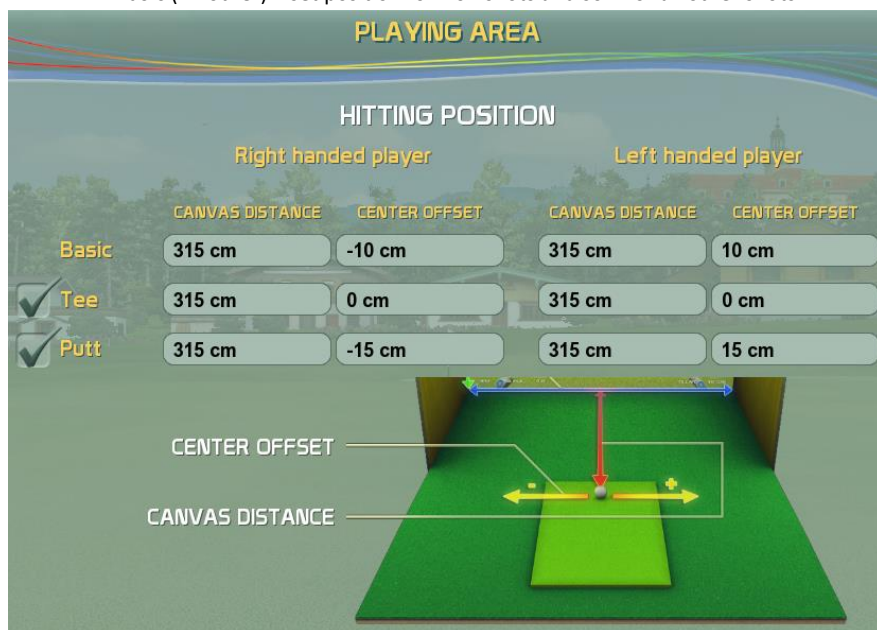 PLAYING AREA
HITTING POSITION
Right handed player Left handed player
CANVAS DISTANCE CENTER OFFSET CANVAS DISTANCE CENTER OFFSET
Basic 315 cm -10 cm 315 cm 10 cm
Tee 315 cm 0 cm 315 cm 0 cm
Putt 315 cm -15 cm 315 cm 15 cm
CENTER OFFSET - +
CANVAS DISTANCE